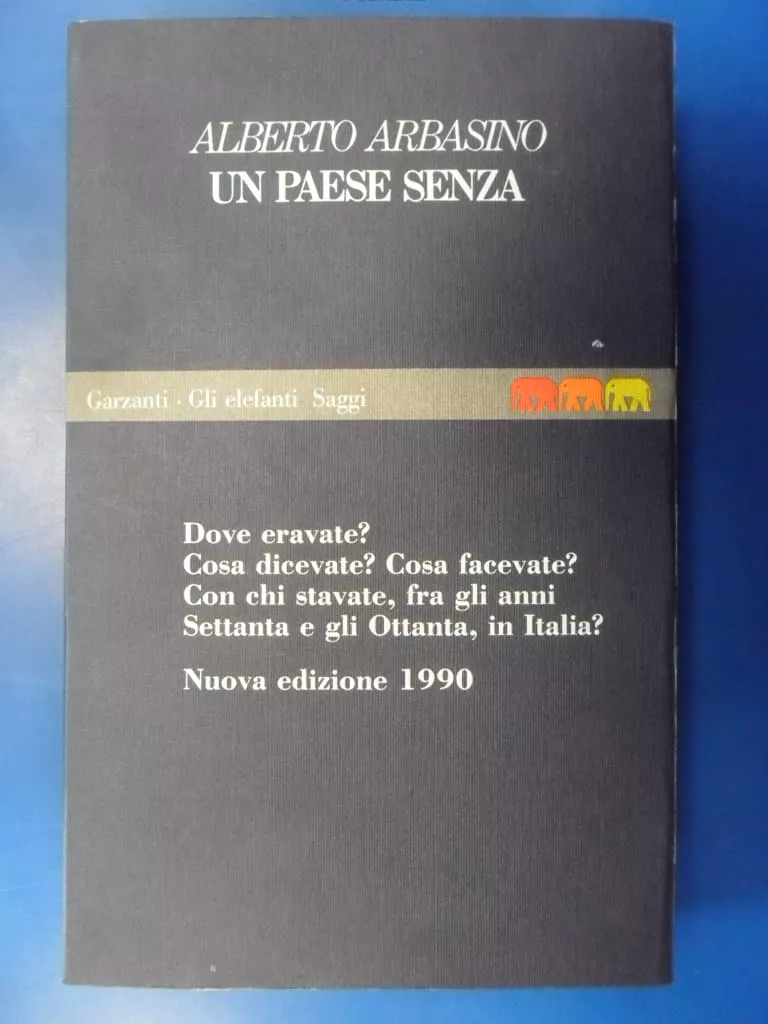 ALBERTO ARBASINO
UN PAESE SENZA
Garzanti · Gli elefanti Saggi
Dove eravate?
Cosa dicevate? Cosa facevate?
Con chi stavate, fra gli anni
Settanta e gli Ottanta, in Italia?
Nuova edizione 1990